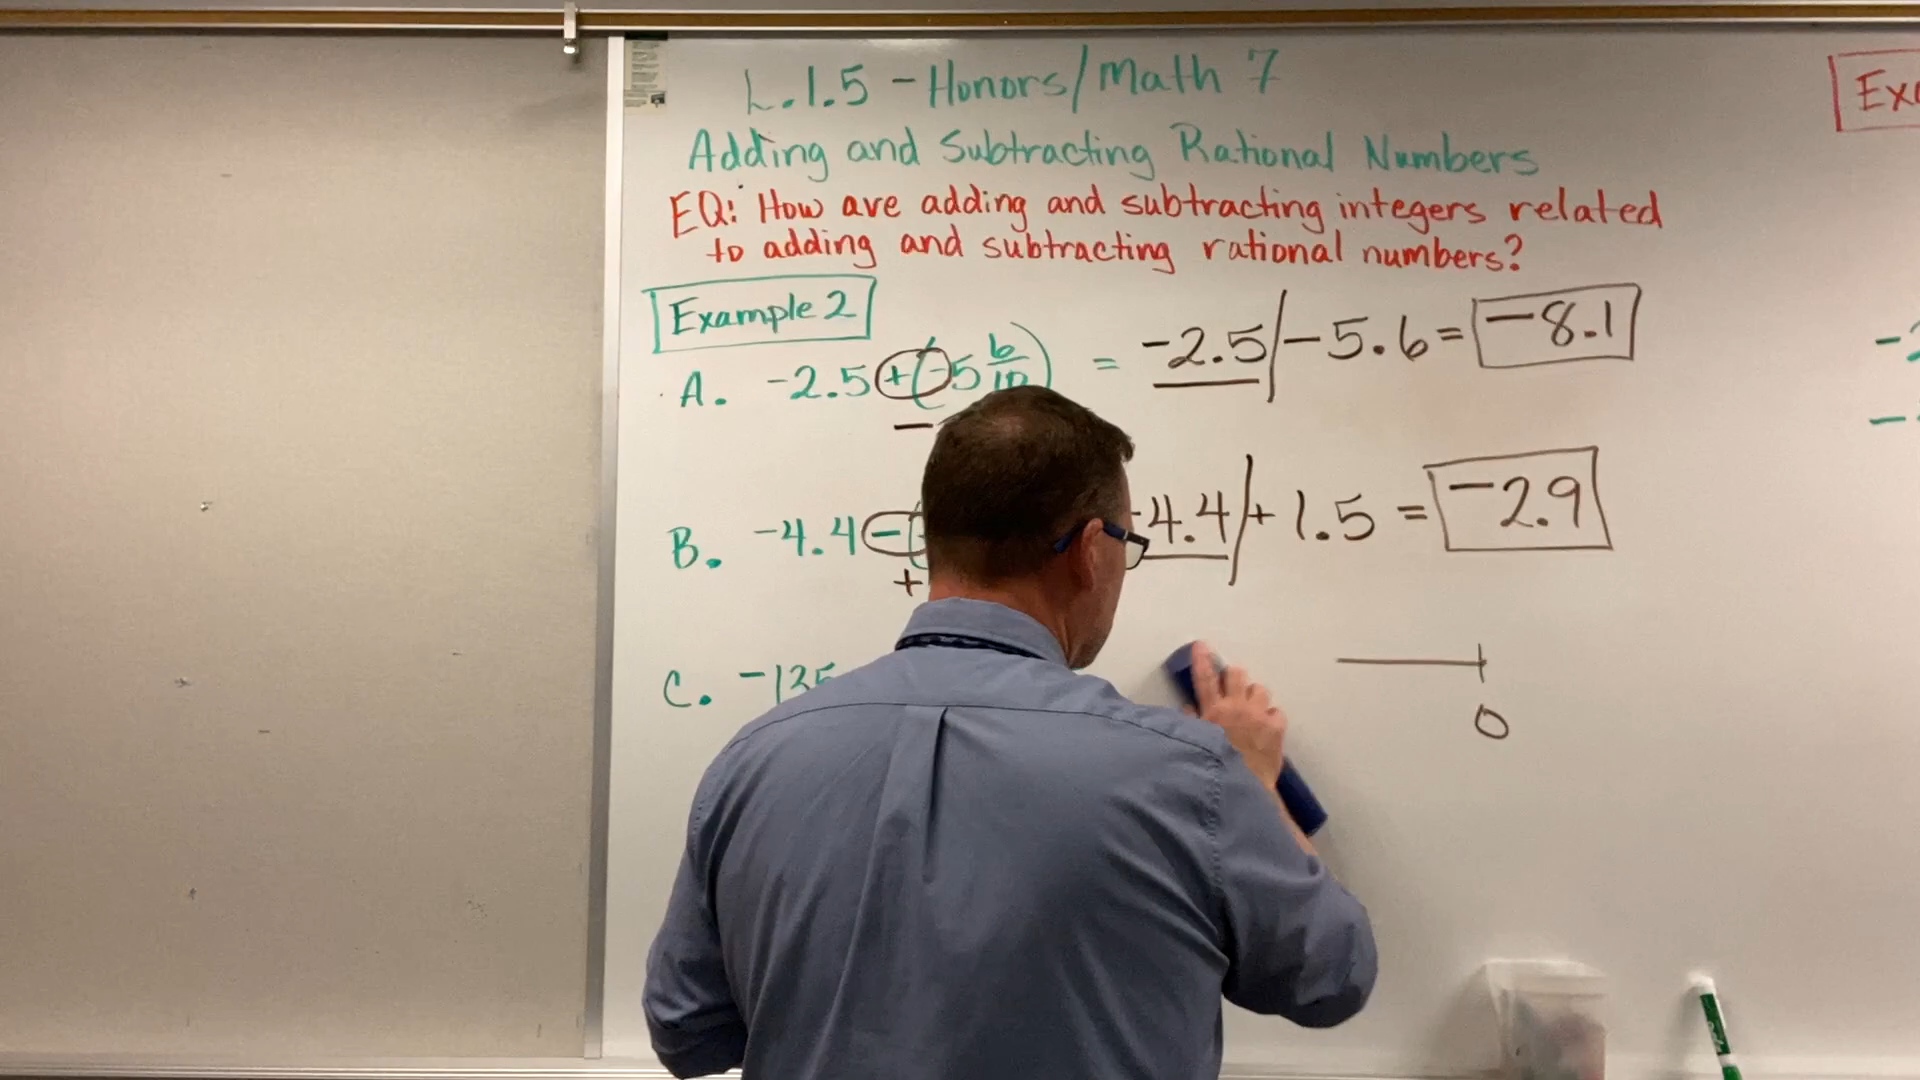 L.1.5 - Honors/Math 7
Adding and Subtracting Rational Numbers
EQ: How are adding and subtracting integers related
to adding and subtracting rational numbers?
Example 2
A. -2.5 + (-5 6/10) = -2.5 - 5.6 = -8.1
-
B. -4.4 - ( -4.4 + 1.5 = -2.9
+
C. -135
0